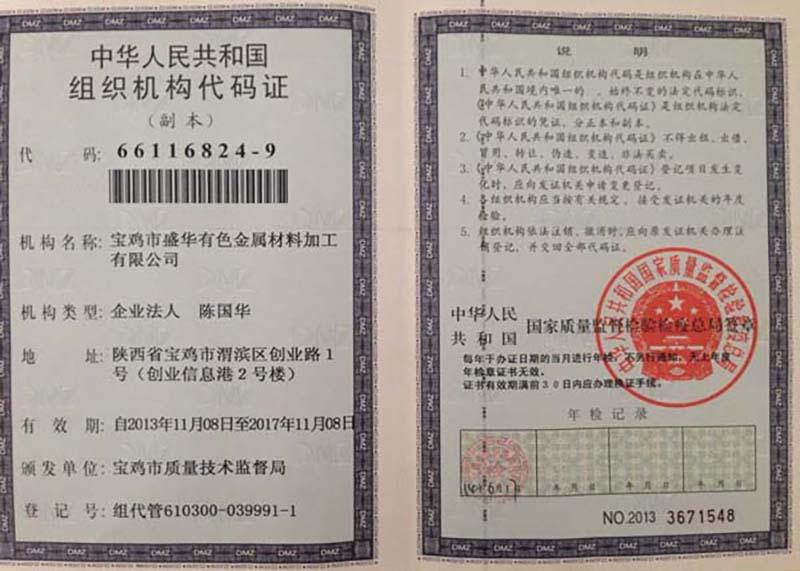 中华人民共和国
组织机构代码证
（副本）
代 码: 66116824-9
机构名称: 宝鸡市盛华有色金属材料加工
有限公司
机构类型: 企业法人 陈国华
地 址: 陕西省宝鸡市渭滨区创业路1
号（创业信息港2号楼）
有 效 期: 自2013年11月08日至2017年11月08日
颁发单位: 宝鸡市质量技术监督局
登 记 号: 组代管610300-039991-1
说 明
1. 中华人民共和国组织机构代码是组织机构在中华人
民共和国境内唯一的、始终不变的法定代码标识，
《中华人民共和国组织机构代码证》是组织机构法定
代码标识的凭证，分正本和副本。
2. 《中华人民共和国组织机构代码证》不得出租、出借、
冒用、转让、伪造、变造、非法买卖。
3. 《中华人民共和国组织机构代码证》登记项目发生变
化时，应向发证机关申请变更登记。
4. 各组织机构应当按有关规定，接受发证机关的年度
检验。
5. 组织机构依法注销、撤消时，应向原发证机关办理注
销登记，并交回全部代码证。
中华人民
共和国 国家质量监督检验检疫总局签章
每年于办证日期的当月进行年检，不另行通知，无上年度
年检章证书无效。
证书有效期满前30日内应办理换证手续。
年检记录
年 月 日 年 月 日 年 月 日
NO.2013 3671548